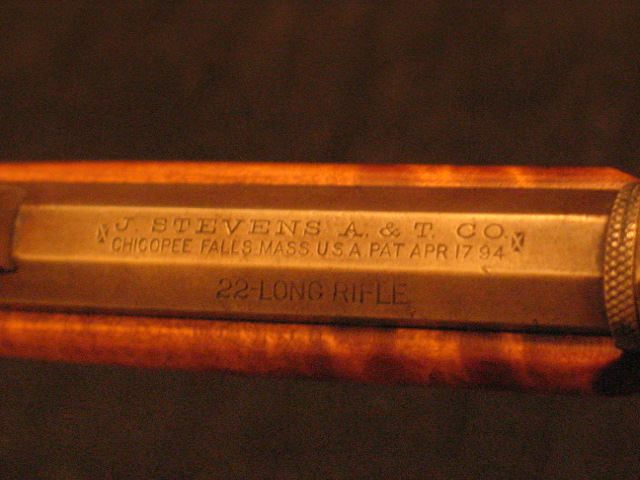 J. STEVENS A. & T. CO.
CHICOPEE FALLS MASS. U.S.A. PAT APR 17 94
22-LONG RIFLE